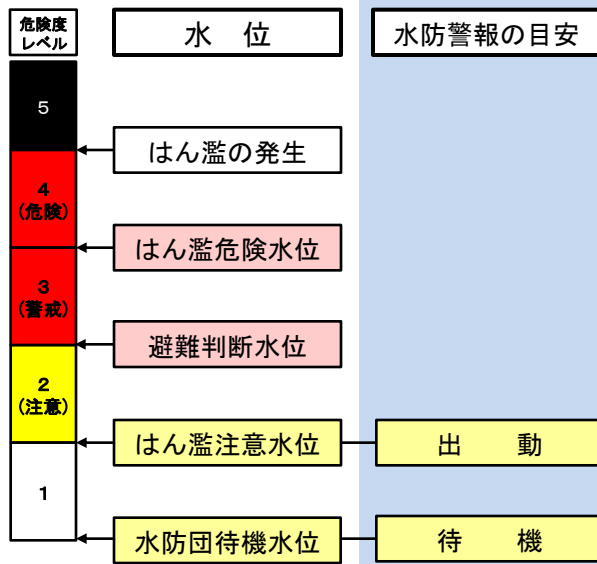 危険度
レベル
水　位
水防警報の目安
5
はん濫の発生
4
(危険)
はん濫危険水位
3
(警戒)
避難判断水位
2
(注意)
はん濫注意水位
出　動
1
水防団待機水位
待　機